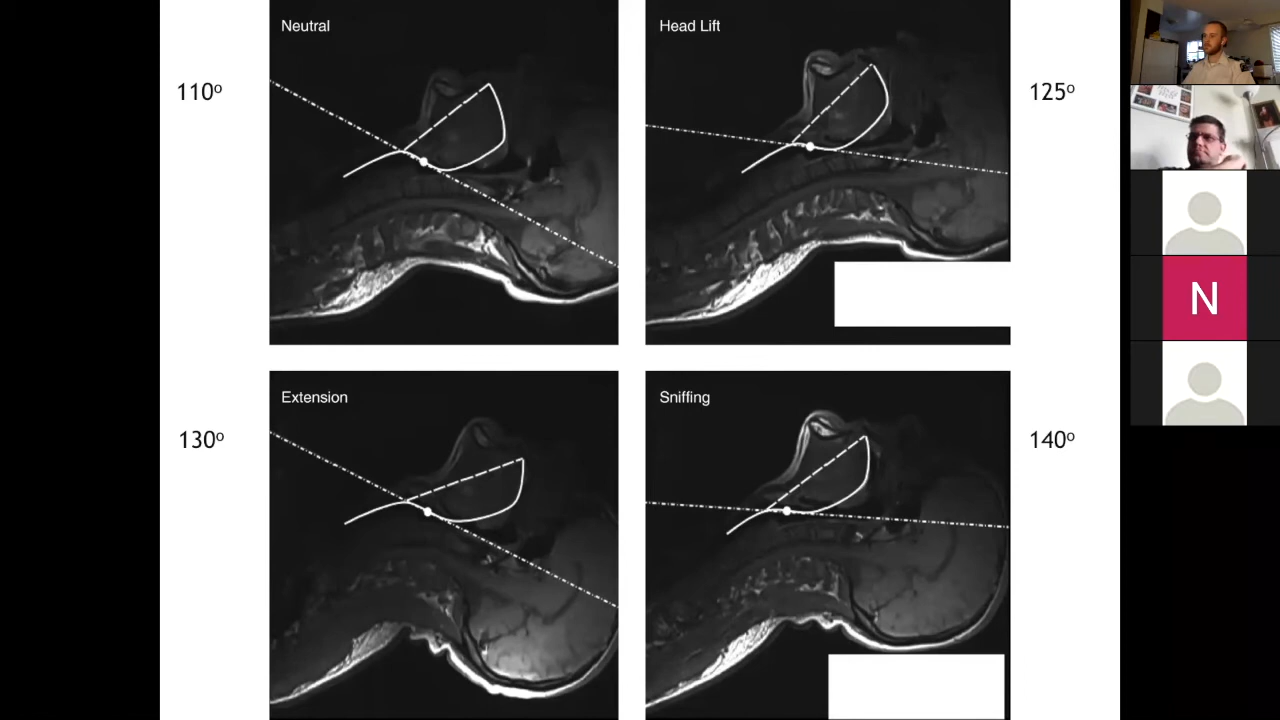 Neutral
Head Lift
110º
125º
Extension
Sniffing
130º
140º
N